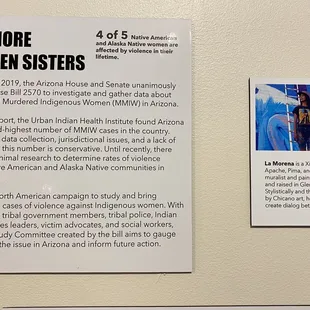 MORE
EN SISTERS
4 of 5 Native American
and Alaska Native women are
affected by violence in their
lifetime.
2019, the Arizona House and Senate unanimously
se Bill 2570 to investigate and gather data about
Murdered Indigenous Women (MMIW) in Arizona.
port, the Urban Indian Health Institute found Arizona
d-highest number of MMIW cases in the country.
data collection, jurisdictional issues, and a lack of
this number is conservative. Until recently, there
nimal research to determine rates of violence
ve American and Alaska Native communities in
orth American campaign to study and bring
cases of violence against Indigenous women. With
tribal government members, tribal police, Indian
es leaders, victim advocates, and social workers,
udy Committee created by the bill aims to gauge
the issue in Arizona and inform future action.
La Morena is a X
Apache, Pima, and
muralist and pain
and raised in Gle
Stylistically and th
by Chicano art, h
create dialog bet